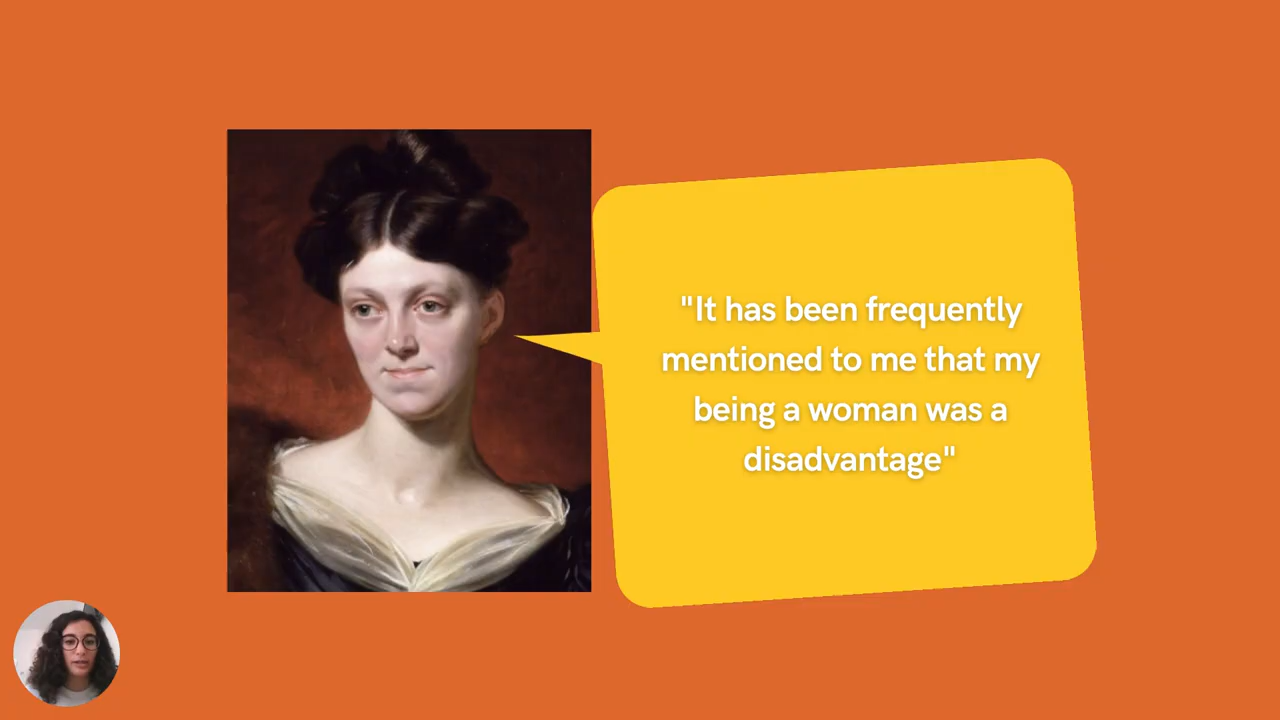 "It has been frequently
mentioned to me that my
being a woman was a
disadvantage"